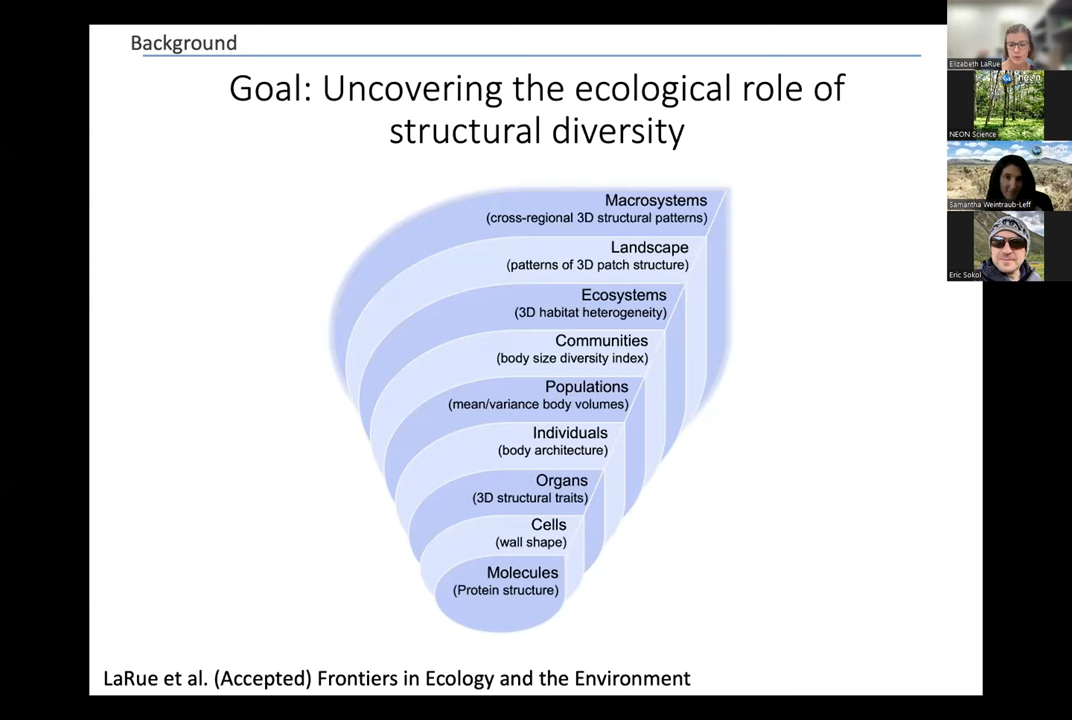 Background
Goal: Uncovering the ecological role of
structural diversity
Macrosystems
(cross-regional 3D structural patterns)
Landscape
(patterns of 3D patch structure)
Ecosystems
(3D habitat heterogeneity)
Communities
(body size diversity index)
Populations
(mean/variance body volumes)
Individuals
(body architecture)
Organs
(3D structural traits)
Cells
(wall shape)
Molecules
(Protein structure)
LaRue et al. (Accepted) Frontiers in Ecology and the Environment
Elizabeth LaRue
NEON Science
Samantha Weintraub-Leff
Eric Sokol